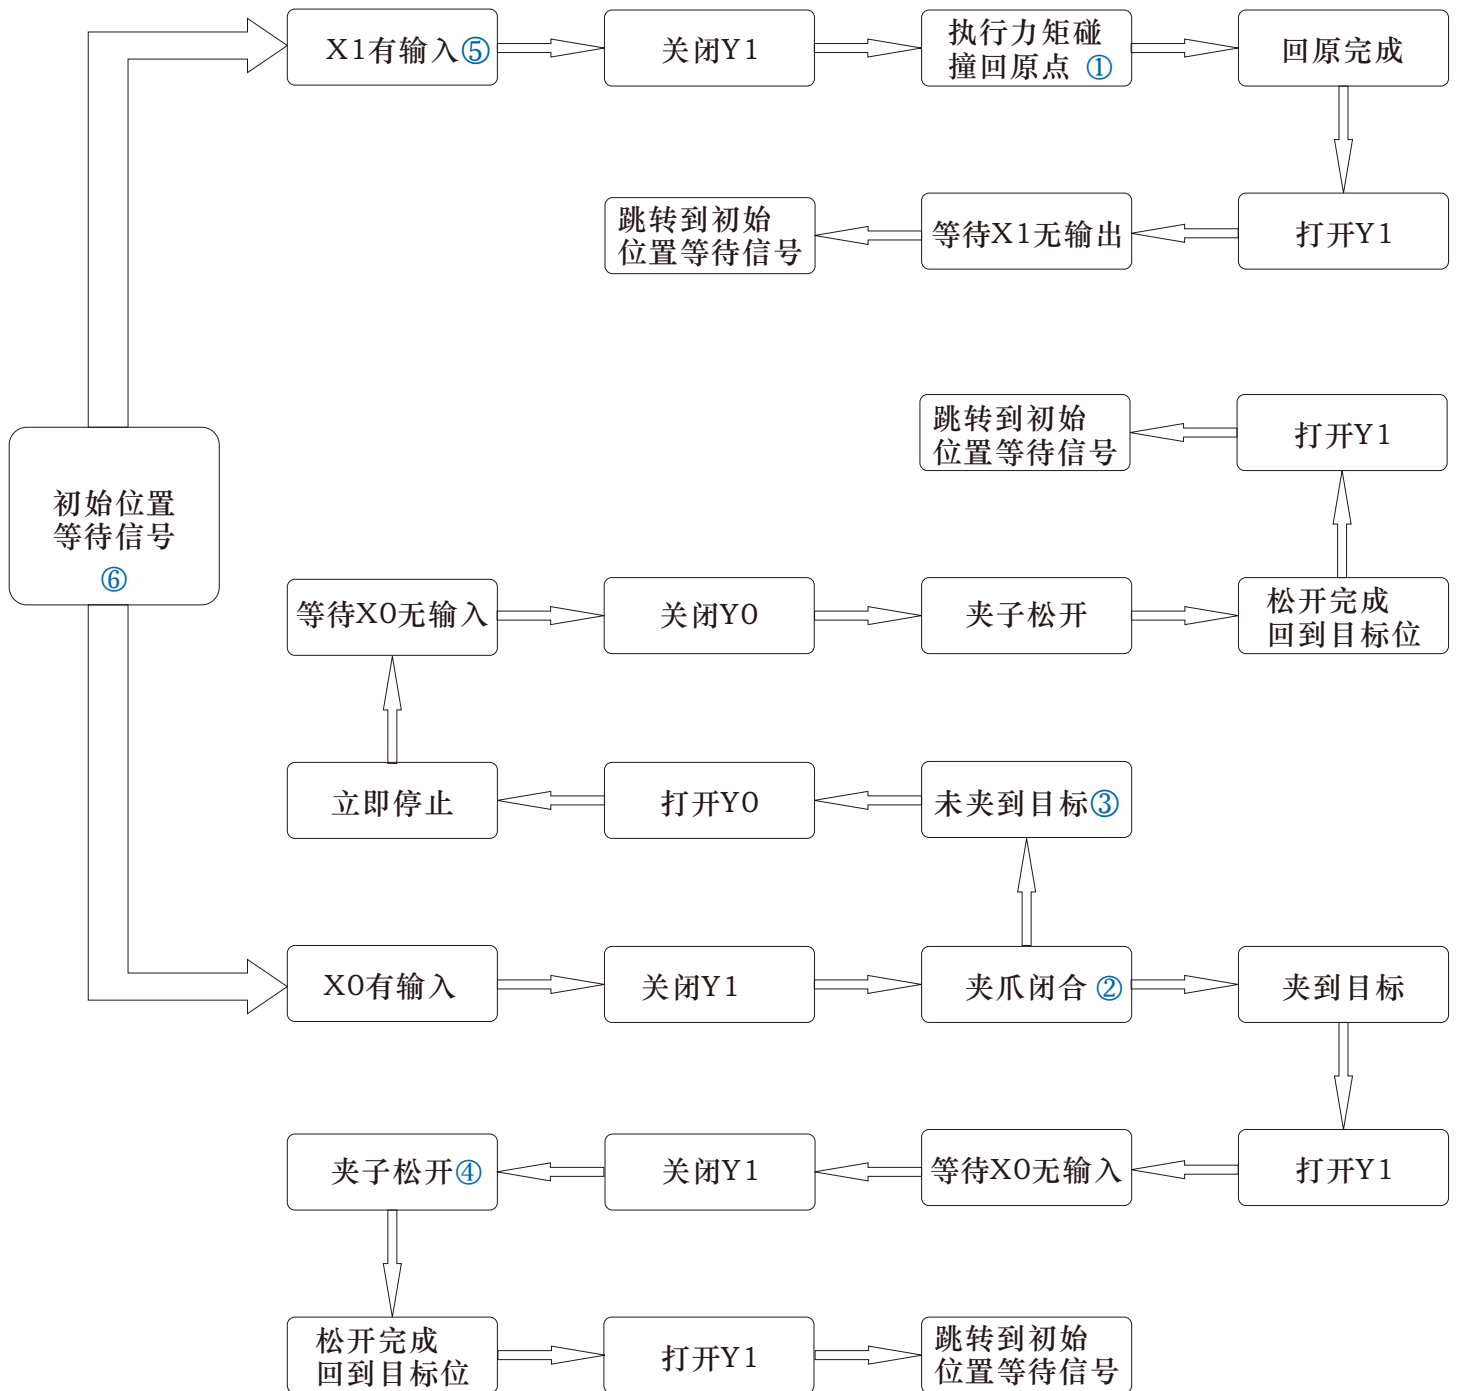 X1有输入⑤
关闭Y1
执行力矩碰
撞回原点 ①
回原完成
跳转到初始
位置等待信号
等待X1无输出
打开Y1
跳转到初始
位置等待信号
打开Y1
初始位置
等待信号
⑥
等待X0无输入
关闭Y0
夹子松开
松开完成
回到目标位
立即停止
打开Y0
未夹到目标③
X0有输入
关闭Y1
夹爪闭合 ②
夹到目标
夹子松开④
关闭Y1
等待X0无输入
打开Y1
松开完成
回到目标位
打开Y1
跳转到初始
位置等待信号